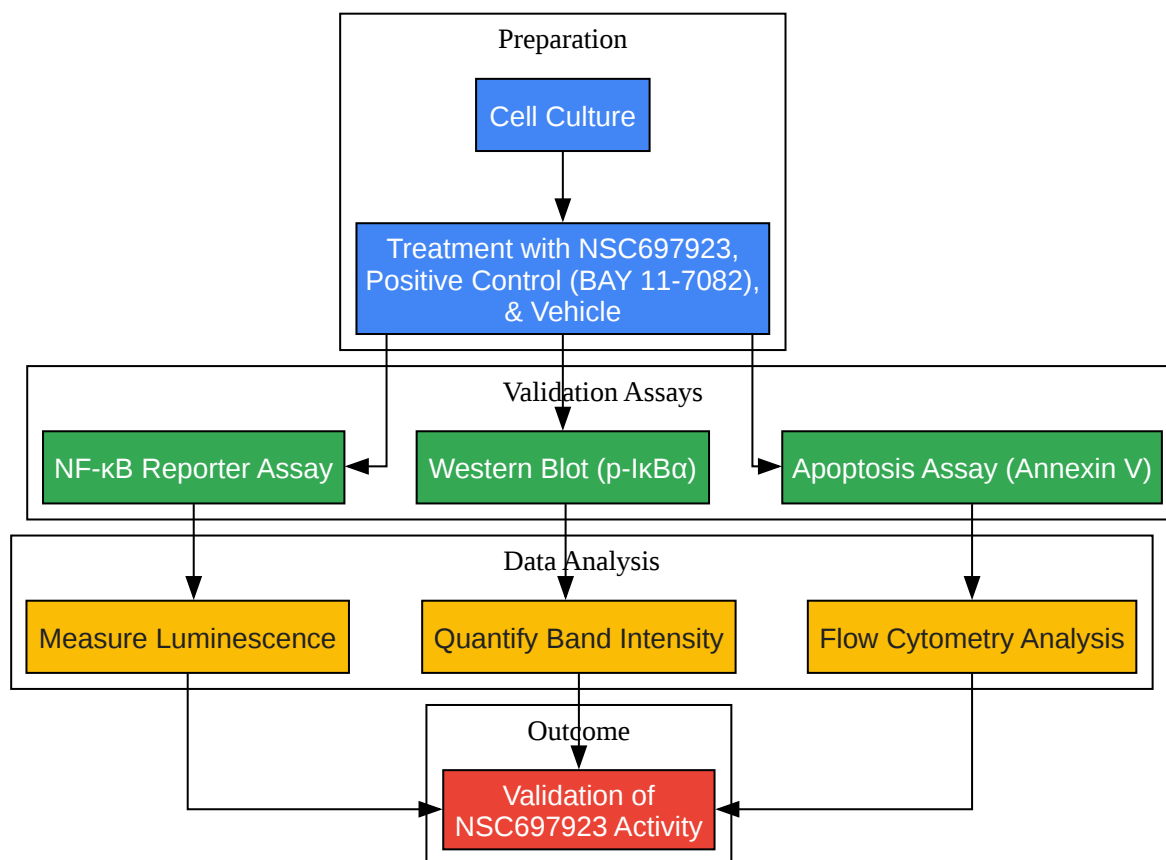 Preparation
Cell Culture
Treatment with NSC697923,
Positive Control (BAY 11-7082),
& Vehicle
Validation Assays
NF-κB Reporter Assay
Western Blot (p-IκBα)
Apoptosis Assay (Annexin V)
Data Analysis
Measure Luminescence
Quantify Band Intensity
Flow Cytometry Analysis
Outcome
Validation of
NSC697923 Activity